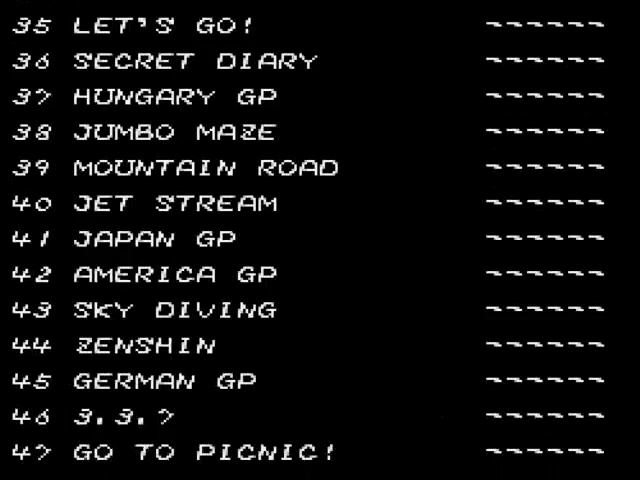 35 LET'S GO! ~~~~~~
36 SECRET DIARY ~~~~~~
37 HUNGARY GP ~~~~~~
38 JUMBO MAZE ~~~~~~
39 MOUNTAIN ROAD ~~~~~~
40 JET STREAM ~~~~~~
41 JAPAN GP ~~~~~~
42 AMERICA GP ~~~~~~
43 SKY DIVING ~~~~~~
44 ZENSHIN ~~~~~~
45 GERMAN GP ~~~~~~
46 3.3.7 ~~~~~~
47 GO TO PICNIC! ~~~~~~